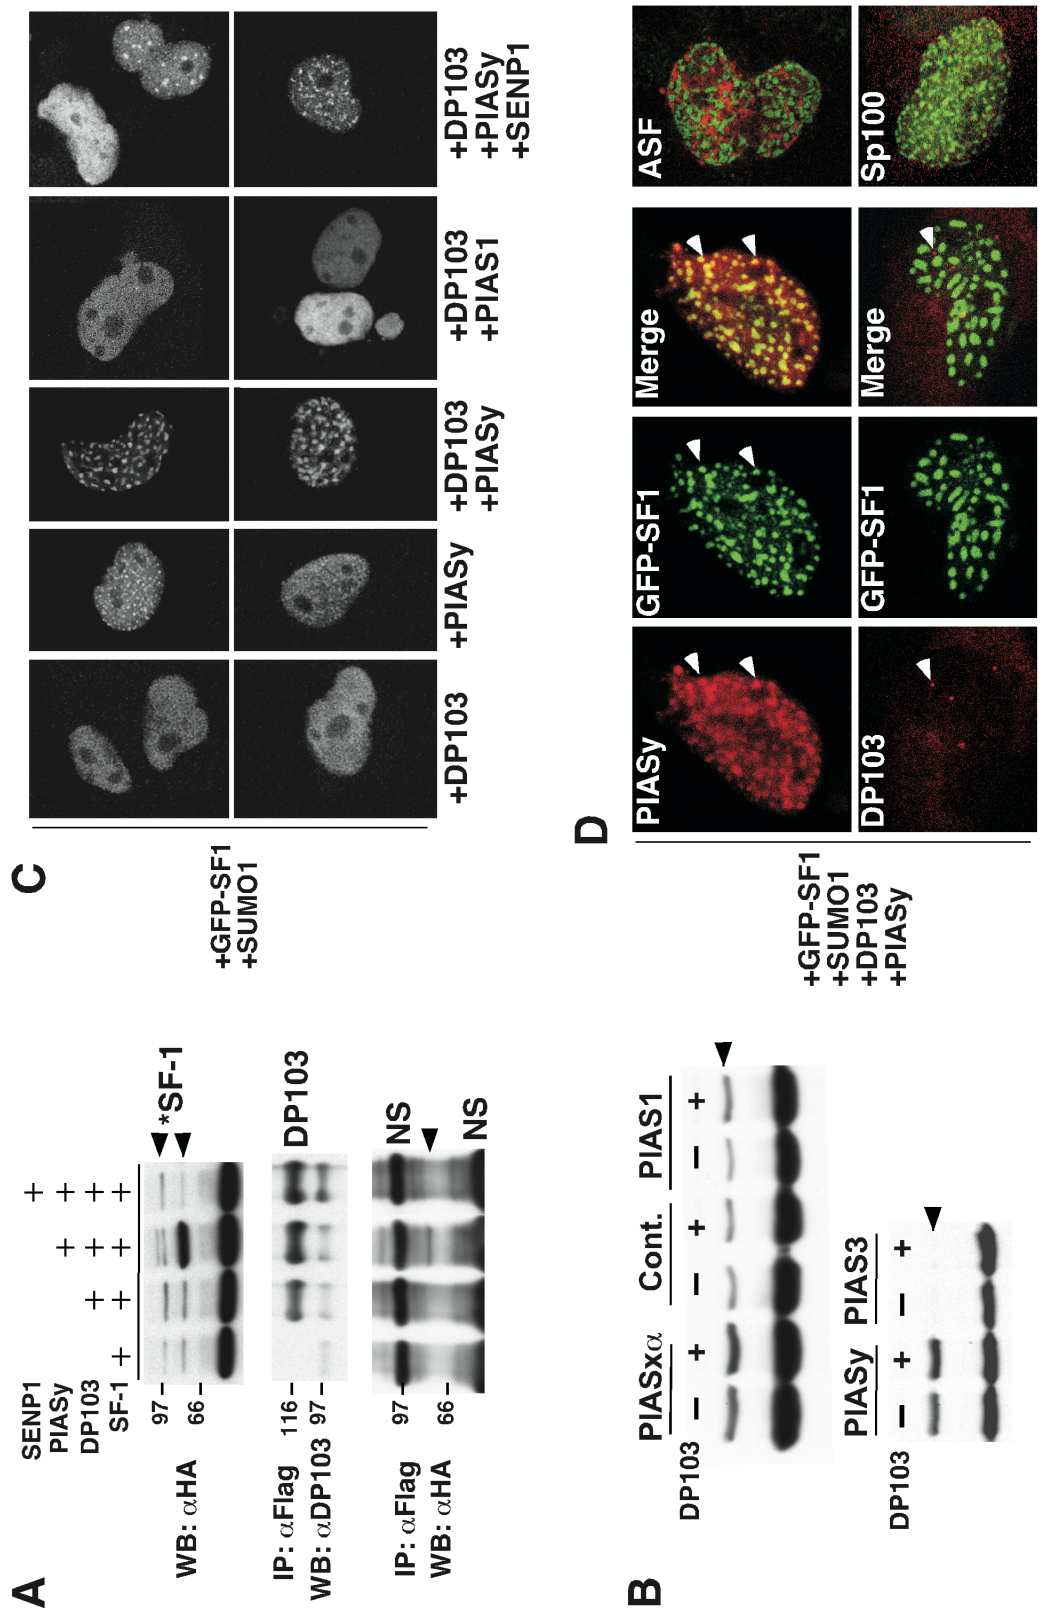 A
SENP1 +
PIASy + +
DP103 + + +
SF-1 + + + +
97
66
WB: αHA
*SF-1
IP: αFlag
WB: αDP103
116
97
DP103
IP: αFlag
WB: αHA
97
66
NS
NS
B
PIASxα Cont. PIAS1
DP103 − + − + − +
PIASy PIAS3
DP103 − + − +
C
+GFP-SF1
+SUMO1
+DP103
+PIASy
+DP103
+PIASy
+DP103
+PIAS1
+DP103
+PIASy
+SENP1
D
+GFP-SF1
+SUMO1
+DP103
+PIASy
PIASy GFP-SF1 Merge ASF
DP103 GFP-SF1 Merge Sp100